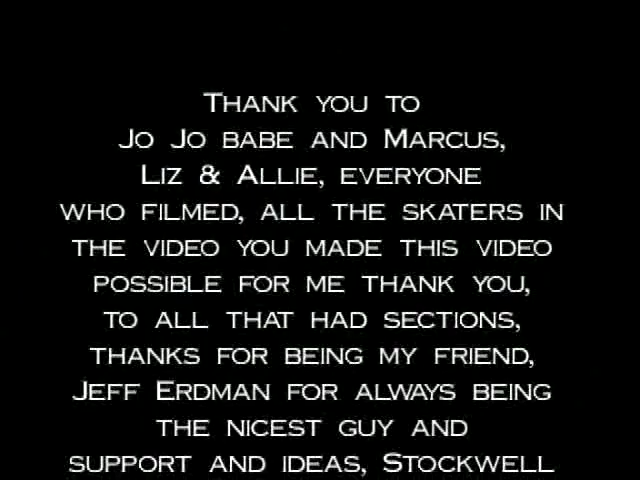 Thank you to
Jo Jo babe and Marcus,
Liz & Allie, everyone
who filmed, all the skaters in
the video you made this video
possible for me thank you,
to all that had sections,
thanks for being my friend,
Jeff Erdman for always being
the nicest guy and
support and ideas, Stockwell